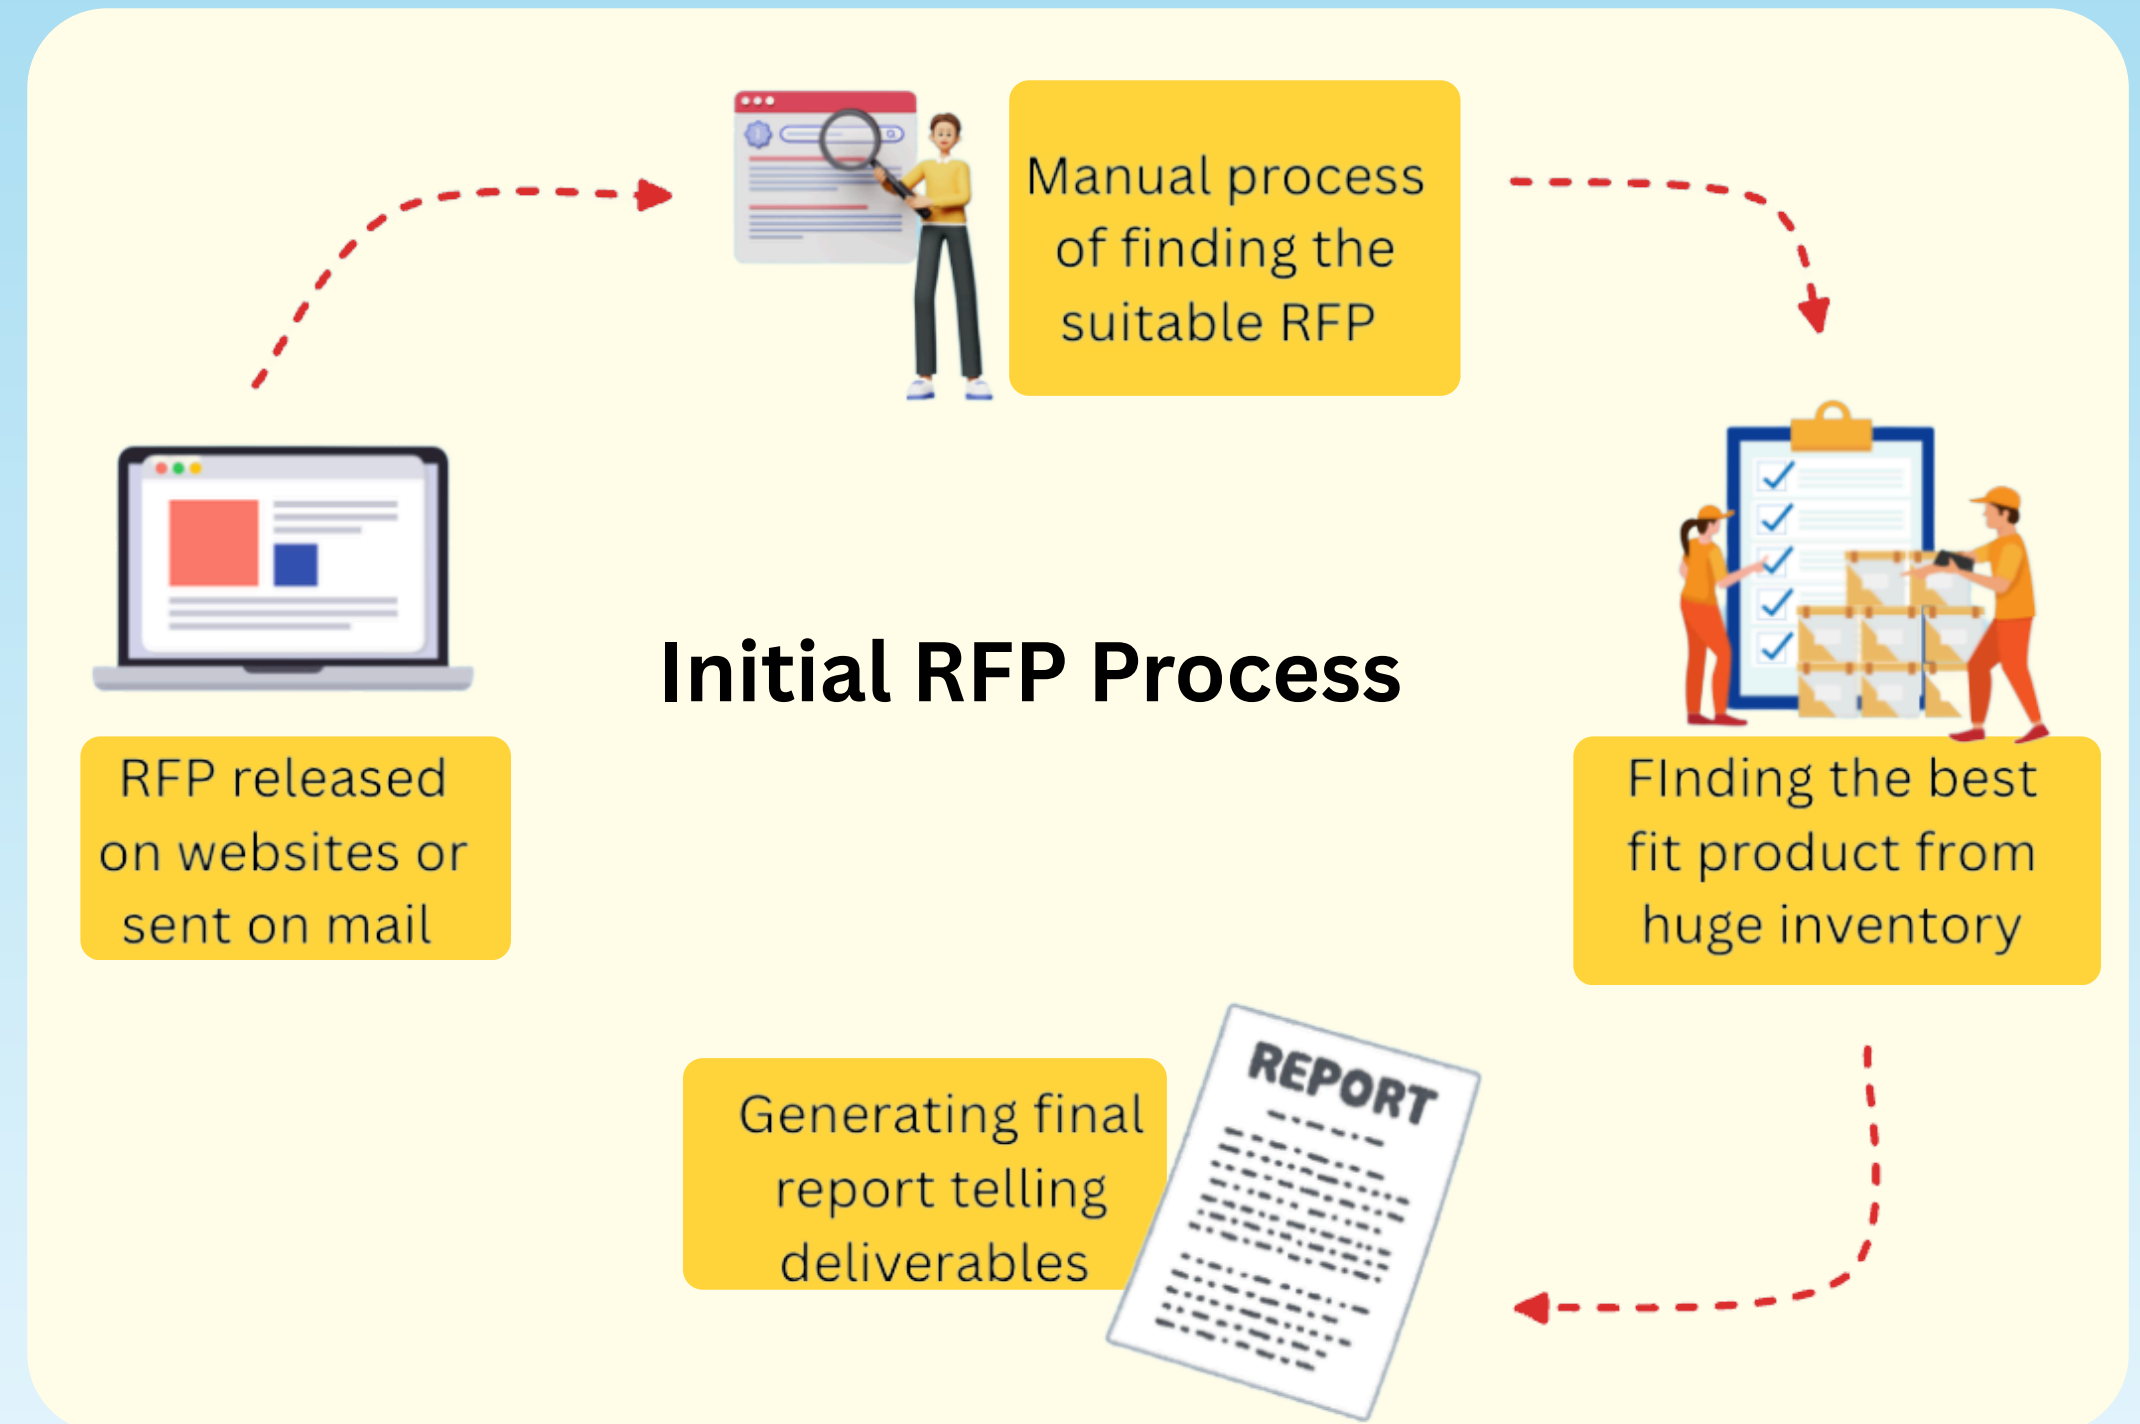 Manual process
of finding the
suitable RFP
Initial RFP Process
RFP released
on websites or
sent on mail
FInding the best
fit product from
huge inventory
Generating final
report telling
deliverables
REPORT